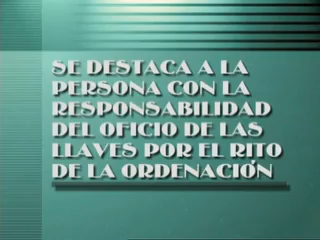 SE DESTACA A LA
PERSONA CON LA
RESPONSABILIDAD
DEL OFICIO DE LAS
LLAVES POR EL RITO
DE LA ORDENACIÓN